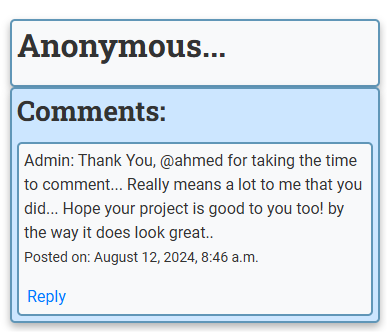 Anonymous...
Comments:
Admin: Thank You, @ahmed for taking the time
to comment... Really means a lot to me that you
did... Hope your project is good to you too! by
the way it does look great..
Posted on: August 12, 2024, 8:46 a.m.
Reply